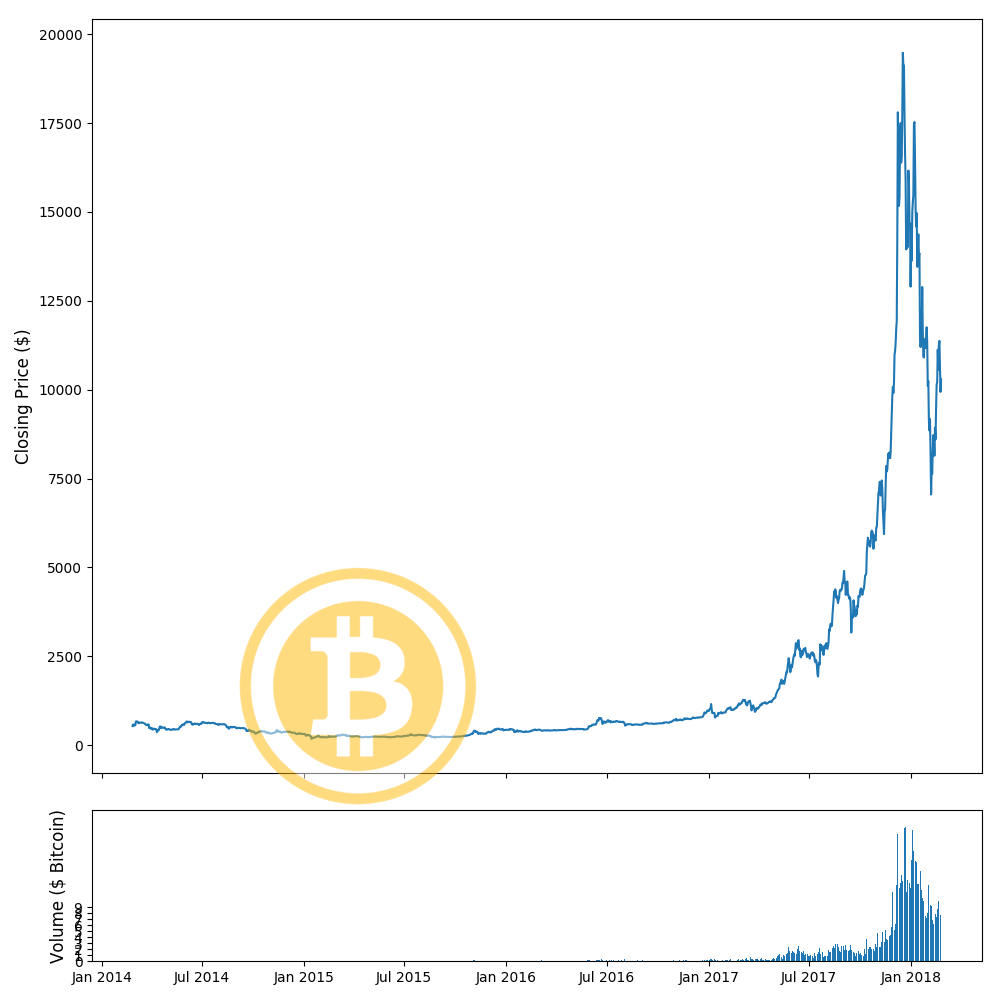 20000
17500
15000
12500
10000
7500
5000
2500
0
Closing Price ($)
Volume ($ Bitcoin)
9
6
0
Jan 2014
Jul 2014
Jan 2015
Jul 2015
Jan 2016
Jul 2016
Jan 2017
Jul 2017
Jan 2018